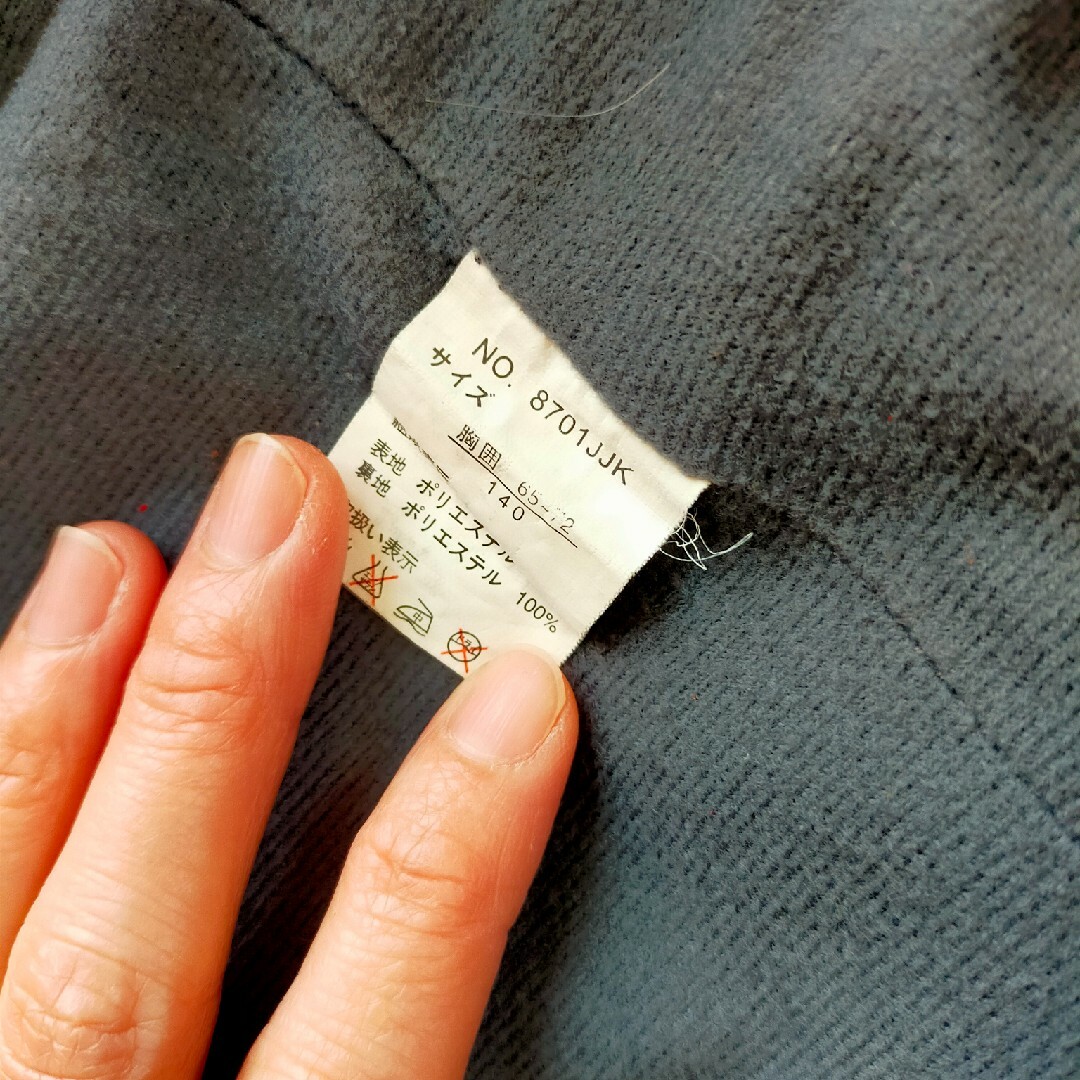 NO. 8701JJK
サイズ
胸囲 65-72
140
表地 ポリエステル
裏地 ポリエステル 100%
扱い表示